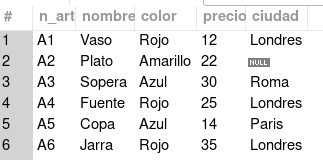 # n_art nombre color precio ciudad
1 A1 Vaso Rojo 12 Londres
2 A2 Plato Amarillo 22 NULL
3 A3 Sopera Azul 30 Roma
4 A4 Fuente Rojo 25 Londres
5 A5 Copa Azul 14 Paris
6 A6 Jarra Rojo 35 Londres